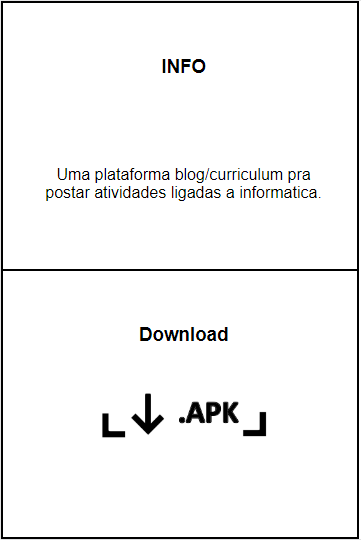 INFO
Uma plataforma blog/curriculum pra
postar atividades ligadas a informatica.
Download
.APK